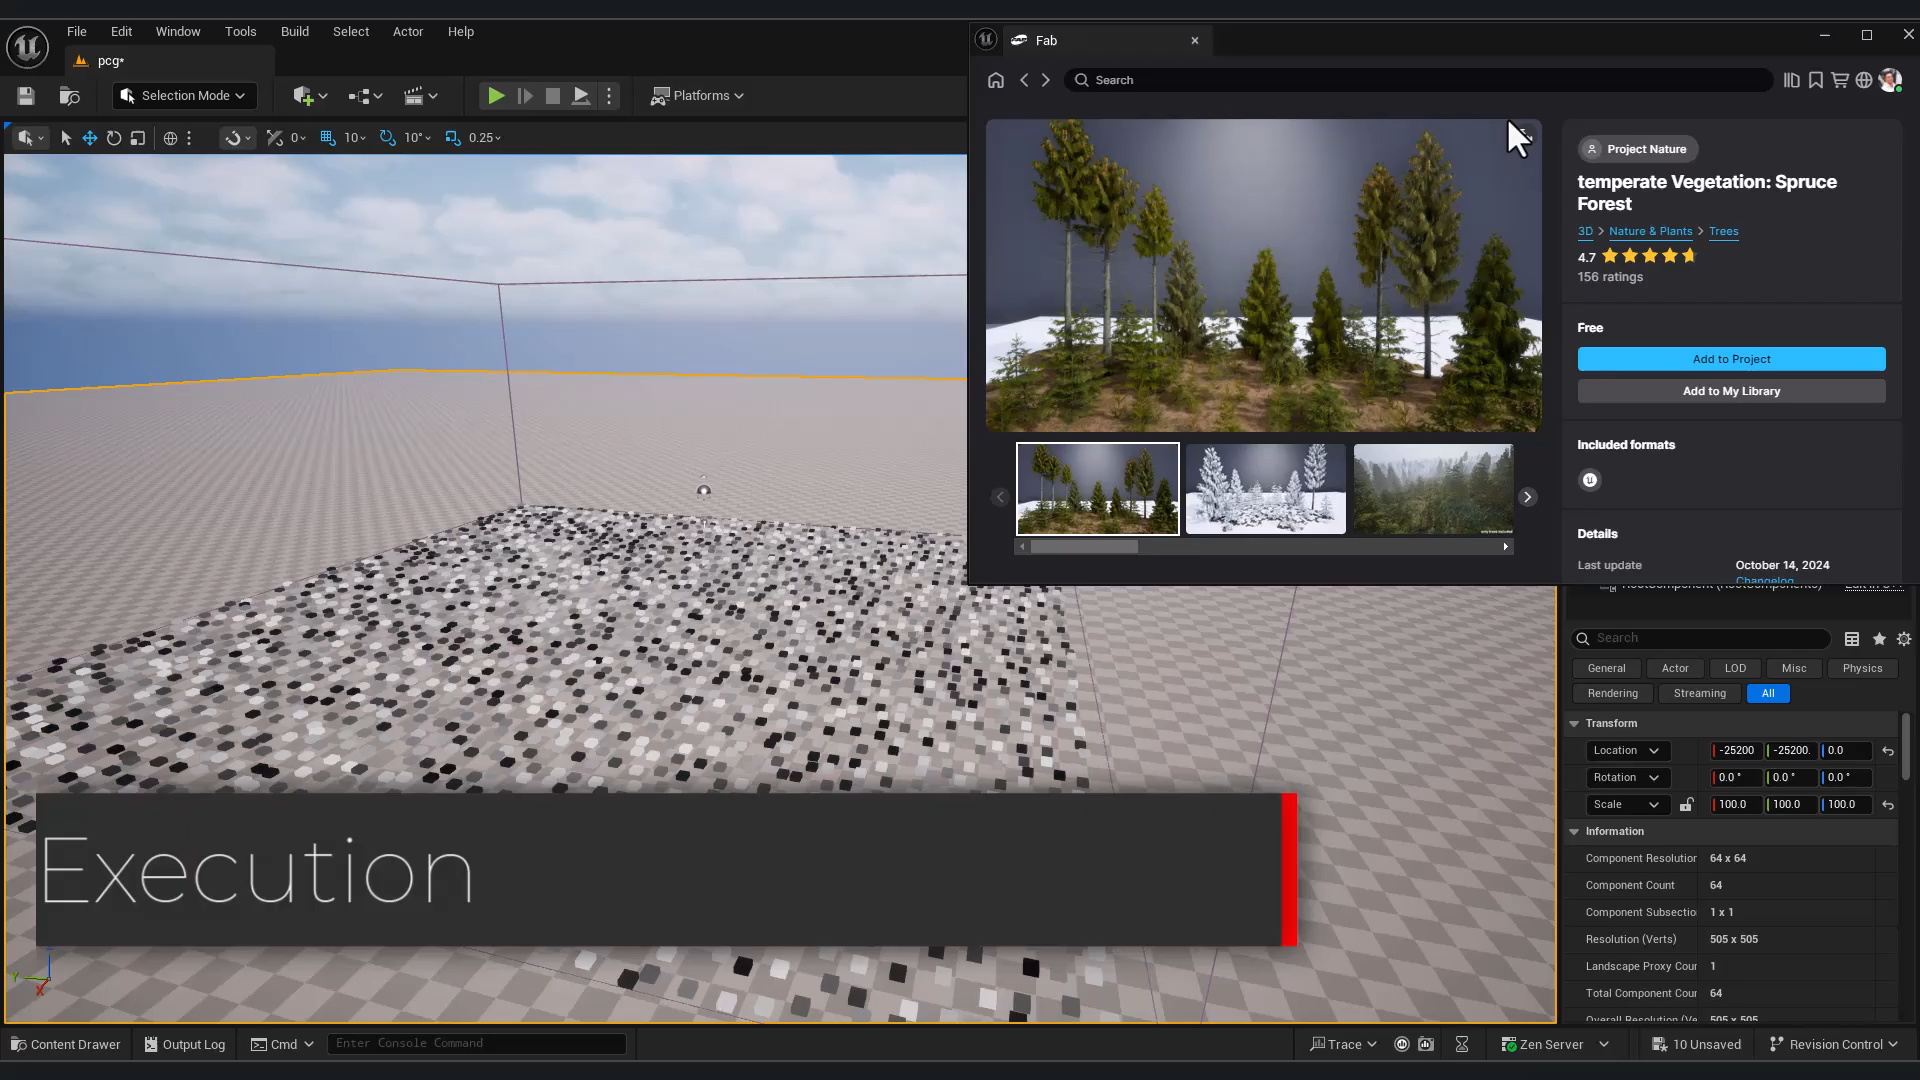 File Edit Window Tools Build Select Actor Help
pcg*
Fab
Selection Mode
Platforms
Search
0 10 10° 0.25
Project Nature
temperate Vegetation: Spruce
Forest
3D > Nature & Plants > Trees
4.7
156 ratings
Free
Add to Project
Add to My Library
Included formats
Details
Last update October 14, 2024
Changelog
Search
General Actor LOD Misc Physics
Rendering Streaming All
Transform
Location -25200 -25200. 0.0
Rotation 0.0 ° 0.0 ° 0.0 °
Scale 100.0 100.0 100.0
Information
Component Resolution 64 x 64
Component Count 64
Component Subsectio 1 x 1
Resolution (Verts) 505 x 505
Landscape Proxy Cour 1
Total Component Cour 64
Overall Resolution (Ve 505 x 505
Execution
Y
X
Content Drawer Output Log Cmd Enter Console Command Trace Zen Server 10 Unsaved Revision Control